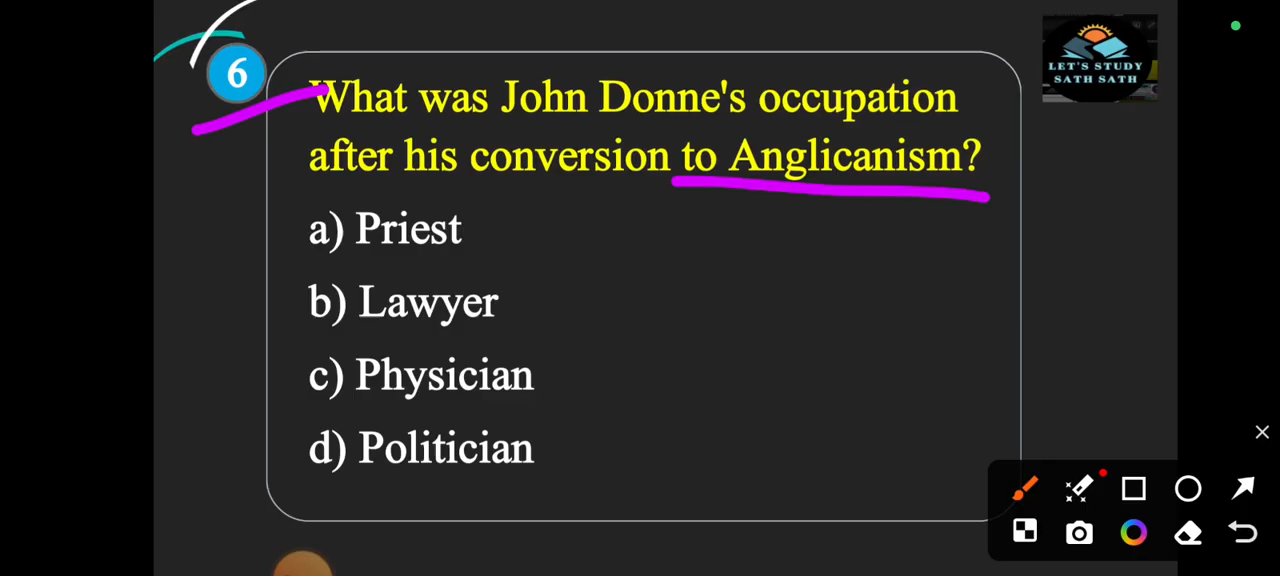 6
What was John Donne's occupation
after his conversion to Anglicanism?
a) Priest
b) Lawyer
c) Physician
d) Politician
LET'S STUDY
SATH SATH